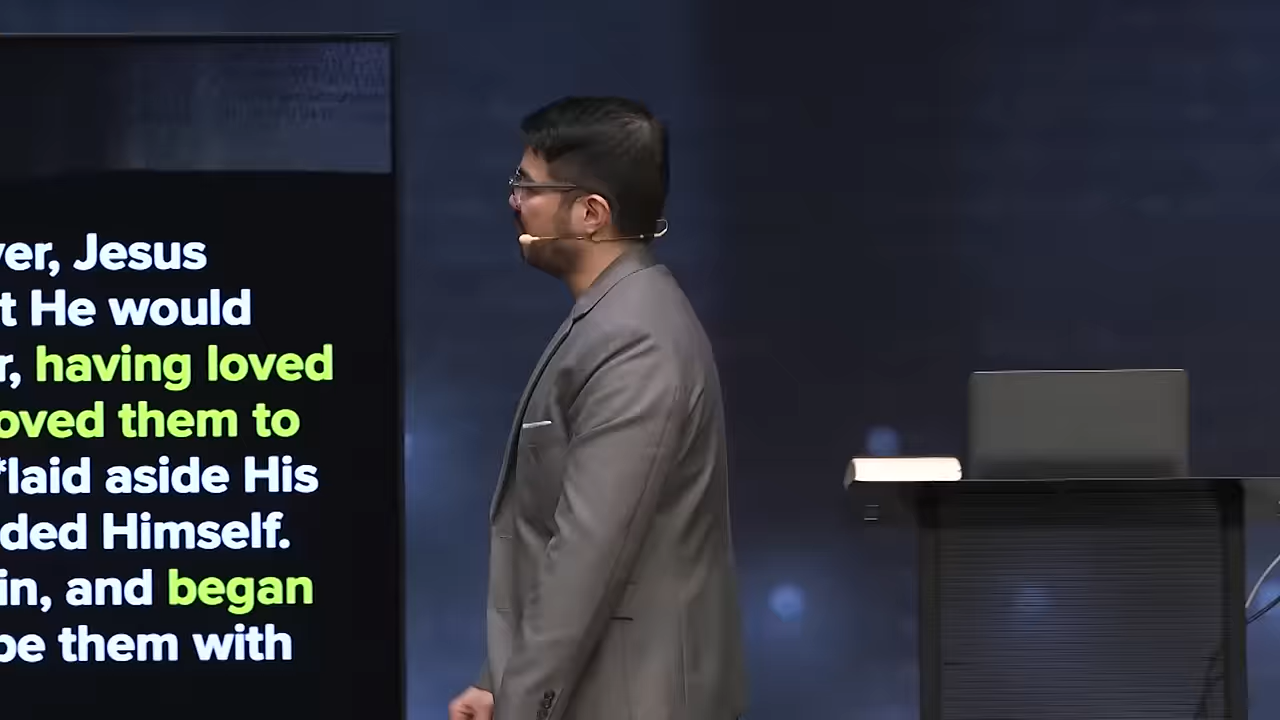 ver, Jesus
t He would
r, having loved
oved them to
*laid aside His
ded Himself.
in, and began
pe them with